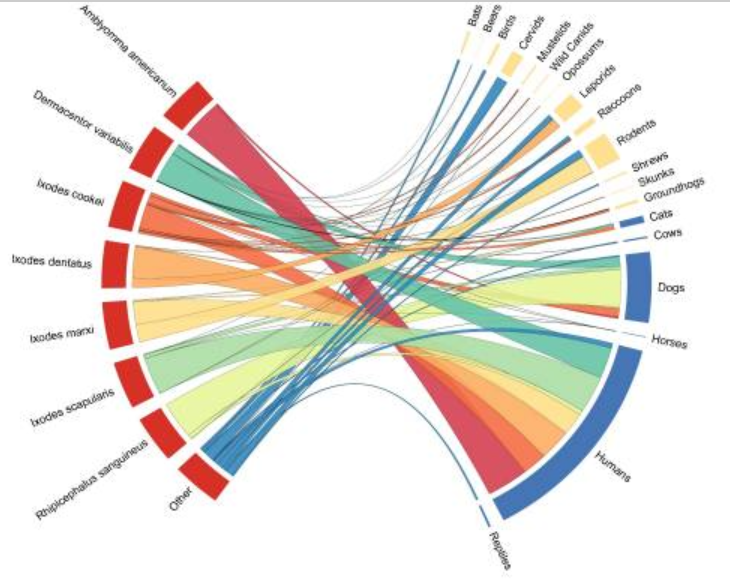 Amblyomma americanum
Dermacentor variabilis
Ixodes cookei
Ixodes dentatus
Ixodes marxi
Ixodes scapularis
Rhipicephalus sanguineus
Other
Bats
Bears
Birds
Cervids
Mustelids
Wild Canids
Opossums
Leporids
Raccoons
Rodents
Shrews
Skunks
Groundhogs
Cats
Cows
Dogs
Horses
Humans
Reptiles